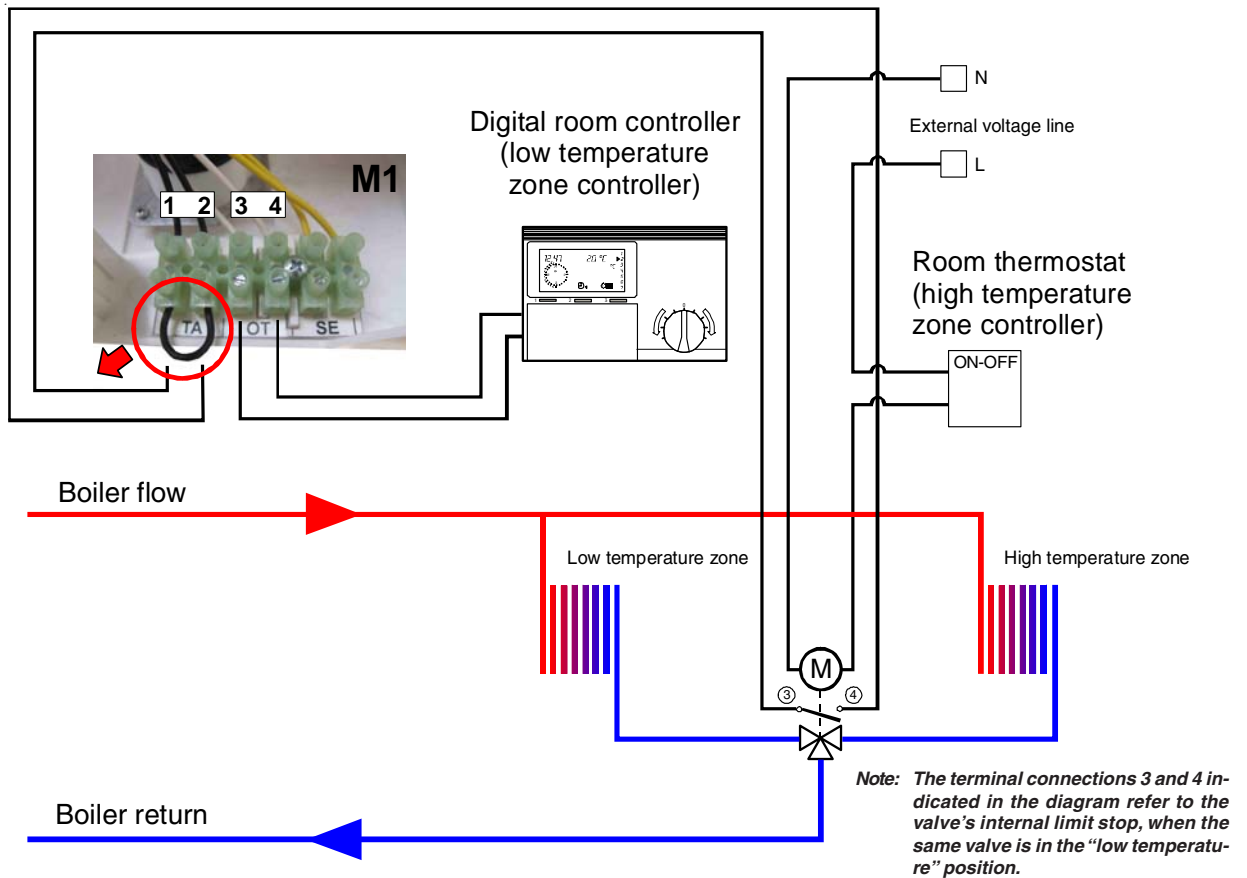 N
External voltage line
L
Digital room controller
(low temperature
zone controller)
M1
1 2 3 4
TA OT SE
12.47 20.°C
Room thermostat
(high temperature
zone controller)
ON-OFF
Boiler flow
Low temperature zone
High temperature zone
M
3 4
Boiler return
Note: The terminal connections 3 and 4 in-
dicated in the diagram refer to the
valve's internal limit stop, when the
same valve is in the “low temperatu-
re” position.